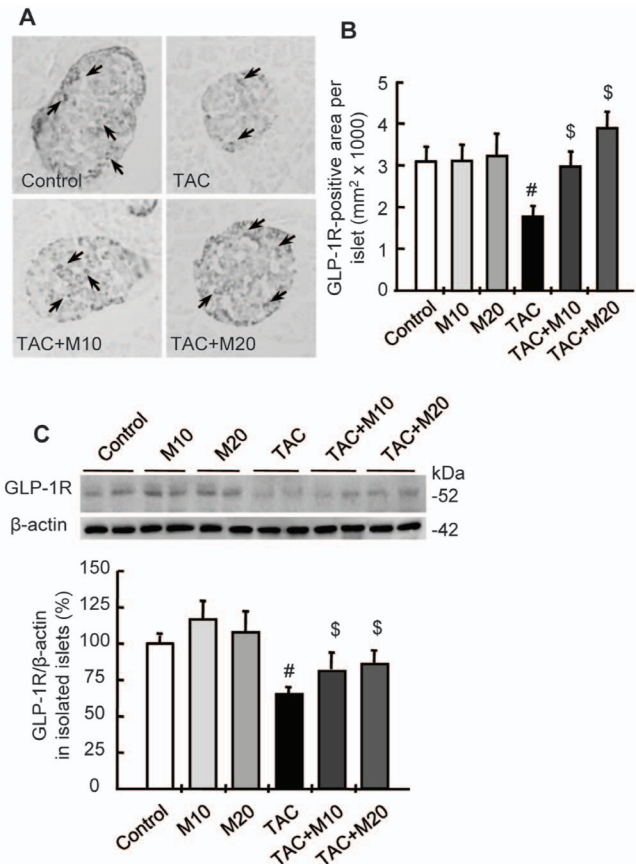 A
Control
TAC
TAC+M10
TAC+M20
B
GLP-1R-positive area per
islet (mm² x 1000)
5
4
3
2
1
0
#
$
$
Control
M10
M20
TAC
TAC+M10
TAC+M20
C
Control
M10
M20
TAC
TAC+M10
TAC+M20
kDa
GLP-1R
-52
β-actin
-42
GLP-1R/β-actin
in isolated islets (%)
150
125
100
75
50
25
0
#
$
$
Control
M10
M20
TAC
TAC+M10
TAC+M20